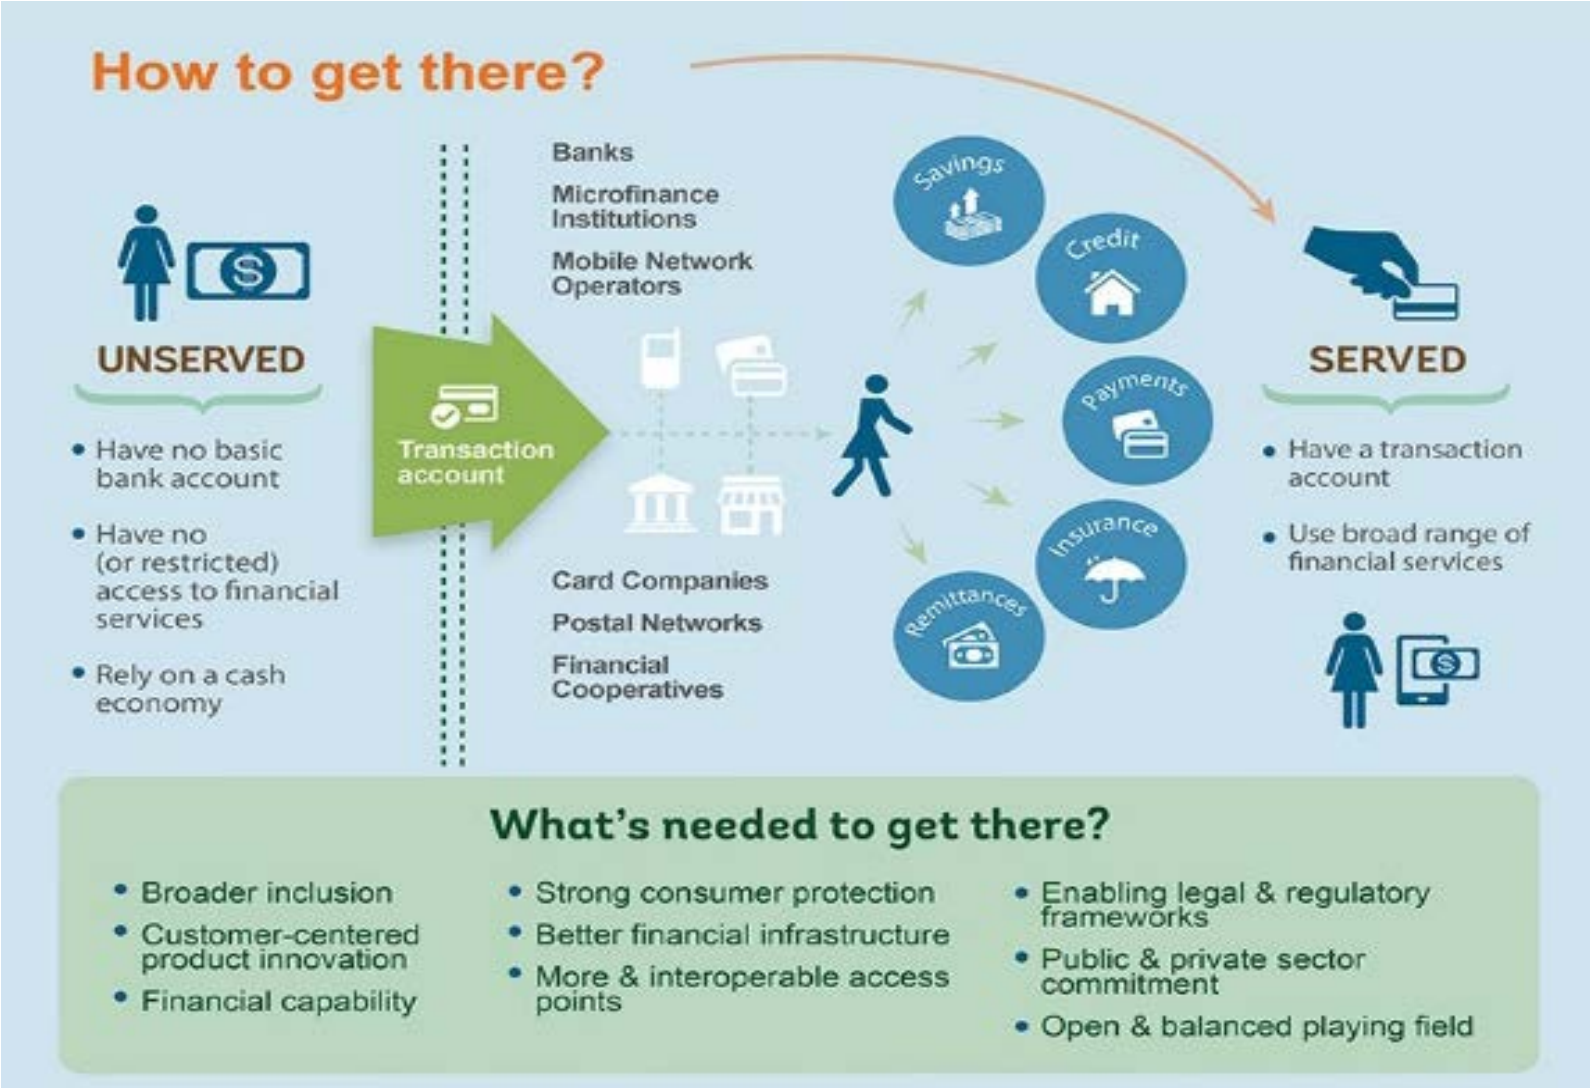 How to get there?
UNSERVED
• Have no basic
bank account
• Have no
(or restricted)
access to financial
services
• Rely on a cash
economy
Transaction
account
Banks
Microfinance
Institutions
Mobile Network
Operators
Card Companies
Postal Networks
Financial
Cooperatives
Savings
Credit
Payments
Insurance
Remittances
SERVED
• Have a transaction
account
• Use broad range of
financial services
What's needed to get there?
• Broader inclusion
• Customer-centered
product innovation
• Financial capability
• Strong consumer protection
• Better financial infrastructure
• More & interoperable access
points
• Enabling legal & regulatory
frameworks
• Public & private sector
commitment
• Open & balanced playing field